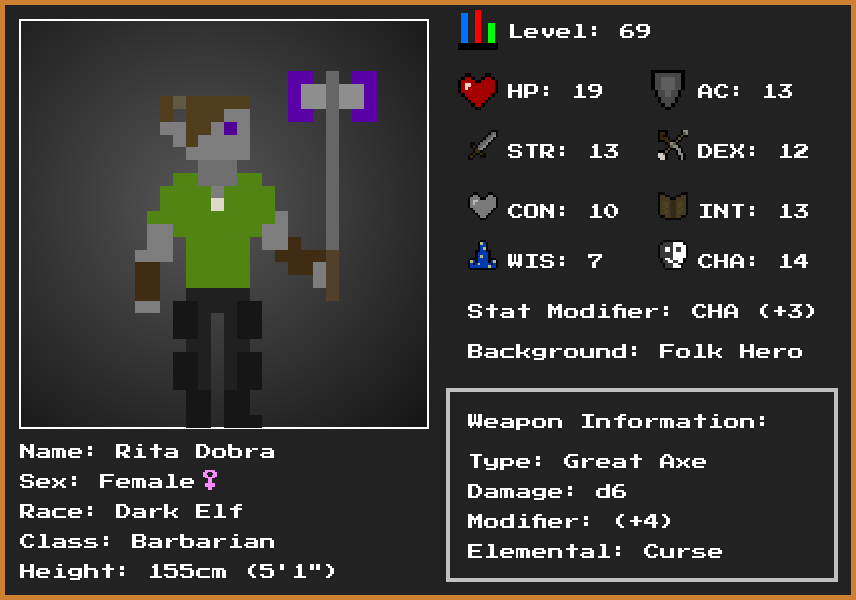 Level: 69
HP: 19
AC: 13
STR: 13
DEX: 12
CON: 10
INT: 13
WIS: 7
CHA: 14
Stat Modifier: CHA (+3)
Background: Folk Hero
Weapon Information:
Type: Great Axe
Damage: d6
Modifier: (+4)
Elemental: Curse
Name: Rita Dobra
Sex: Female♀
Race: Dark Elf
Class: Barbarian
Height: 155cm (5'1")